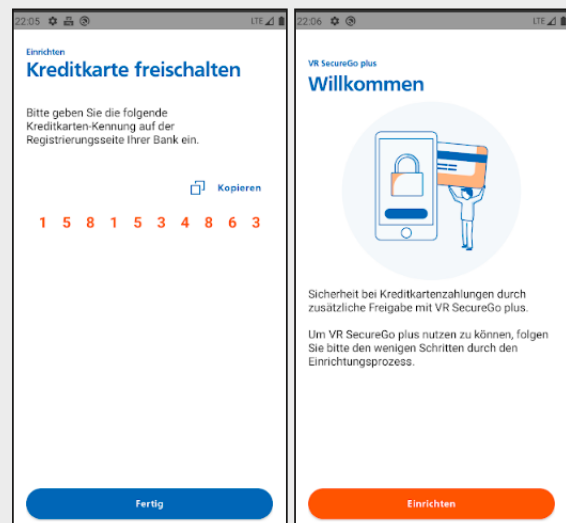 22:05
LTE
Einrichten
Kreditkarte freischalten
Bitte geben Sie die folgende
Kreditkarten-Kennung auf der
Registrierungsseite Ihrer Bank ein.
Kopieren
1 5 8 1 5 3 4 8 6 3
Fertig
22:06
LTE
VR SecureGo plus
Willkommen
Sicherheit bei Kreditkartenzahlungen durch
zusätzliche Freigabe mit VR SecureGo plus.
Um VR SecureGo plus nutzen zu können, folgen
Sie bitte den wenigen Schritten durch den
Einrichtungsprozess.
Einrichten